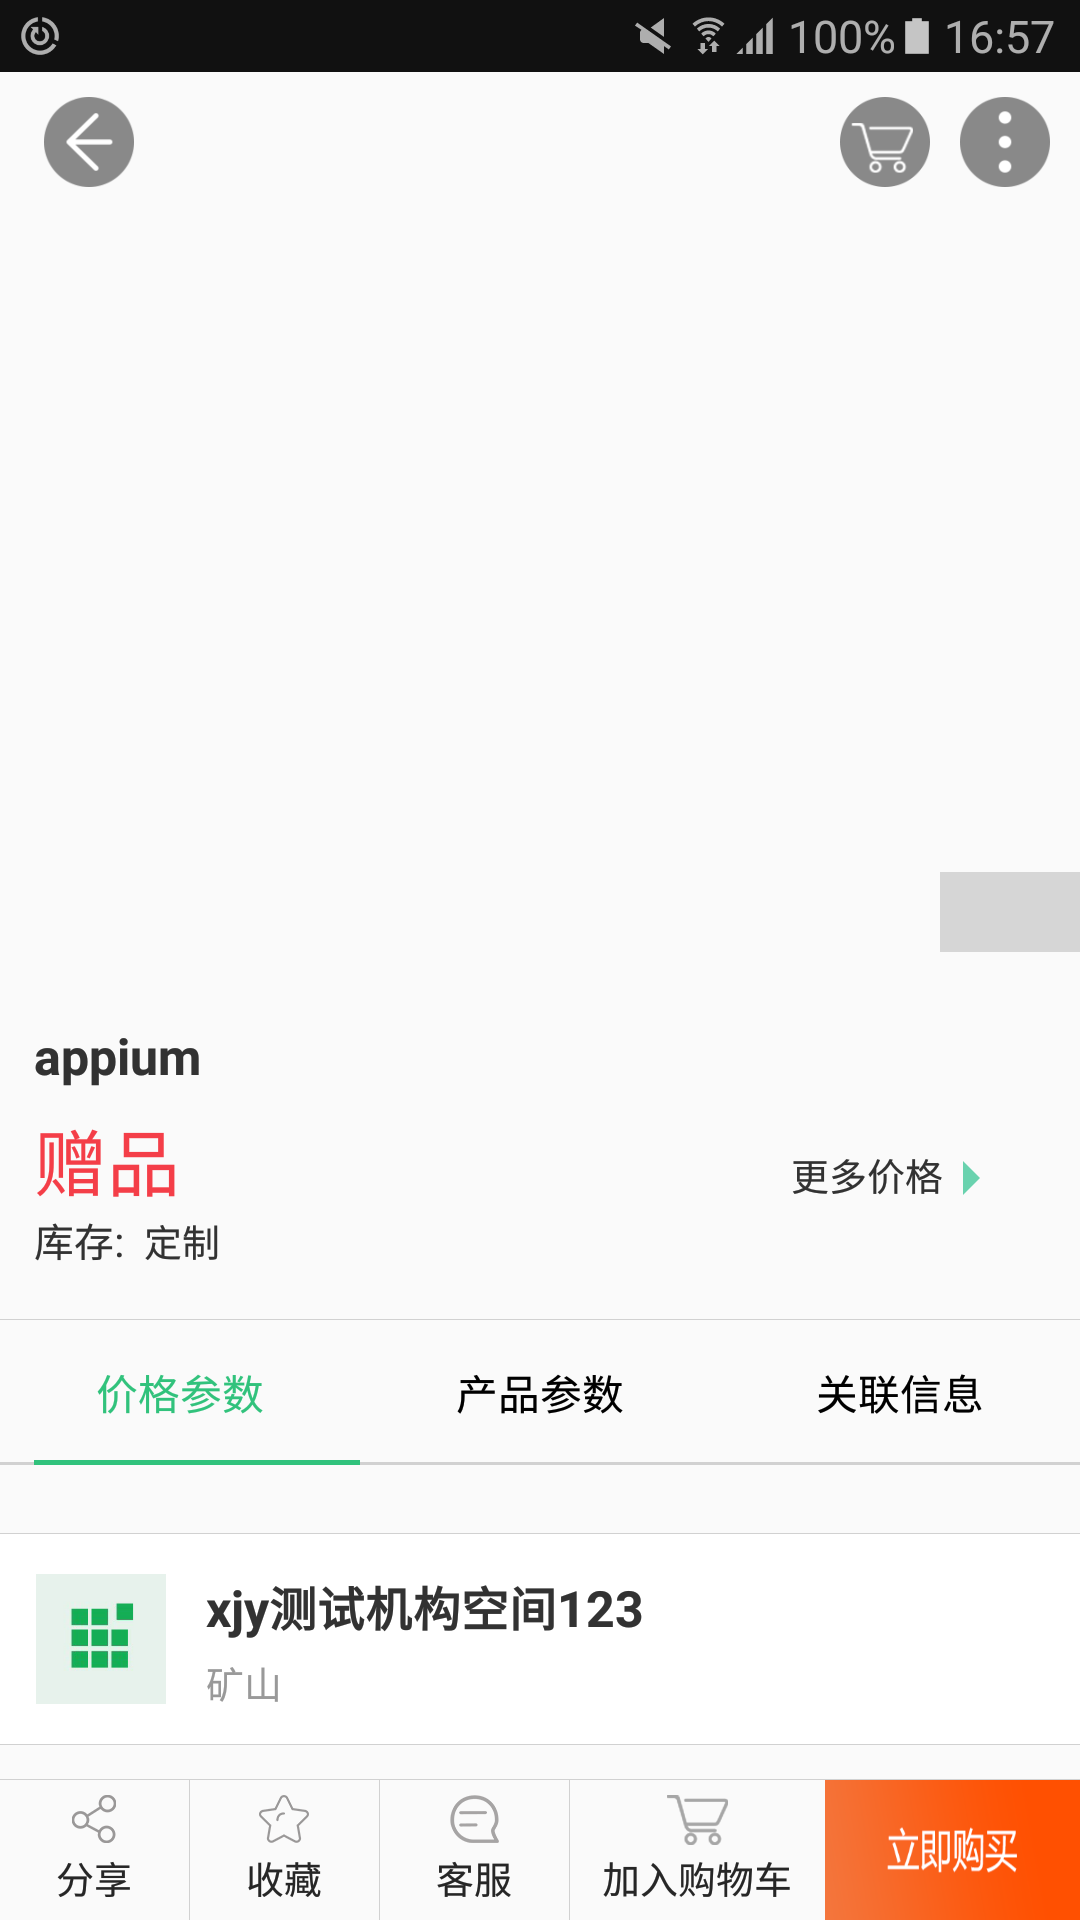 100% 16:57
appium
赠品
更多价格
库存: 定制
价格参数 产品参数 关联信息
xjy测试机构空间123
矿山
分享 收藏 客服 加入购物车 立即购买